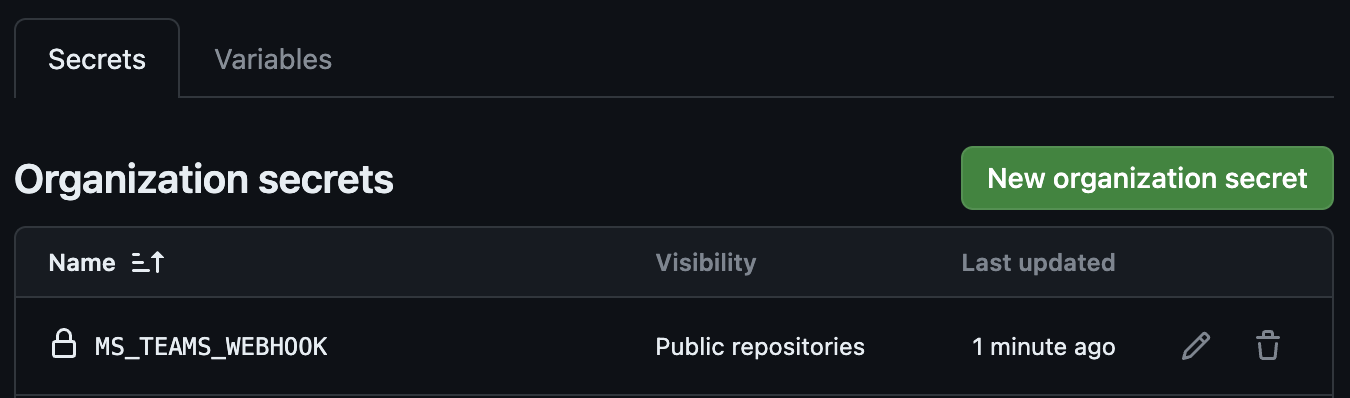 Secrets Variables
Organization secrets New organization secret
Name Visibility Last updated
MS_TEAMS_WEBHOOK Public repositories 1 minute ago